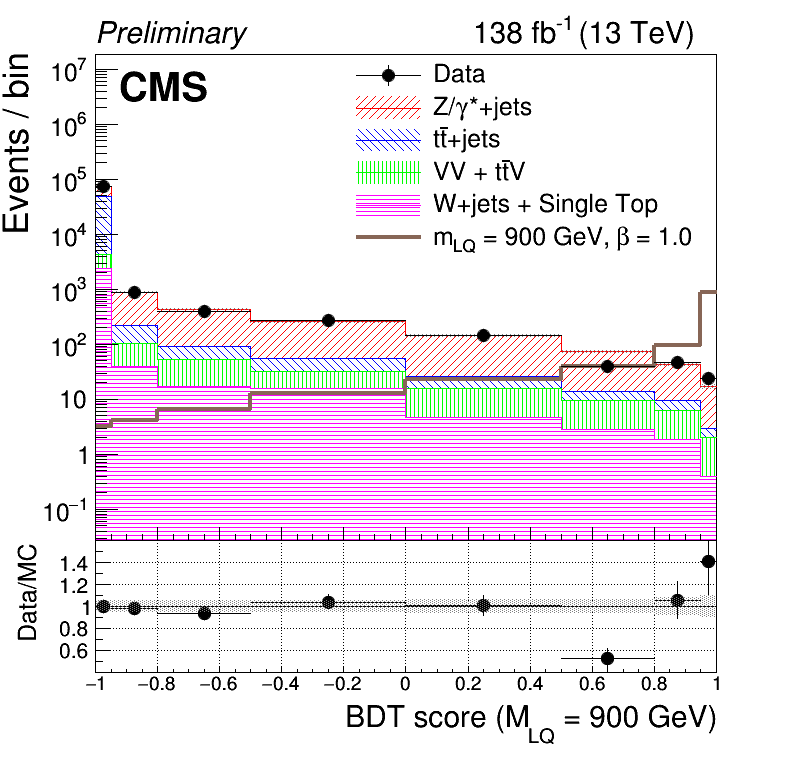 Preliminary 138 fb⁻¹ (13 TeV)
Events / bin
CMS
Data
Z/γ*+jets
tt̄+jets
VV + tt̄V
W+jets + Single Top
m_LQ = 900 GeV, β = 1.0
10⁷
10⁶
10⁵
10⁴
10³
10²
10
1
10⁻¹
Data/MC
1.4
1.2
1
0.8
0.6
−1 −0.8 −0.6 −0.4 −0.2 0 0.2 0.4 0.6 0.8 1
BDT score (M_LQ = 900 GeV)